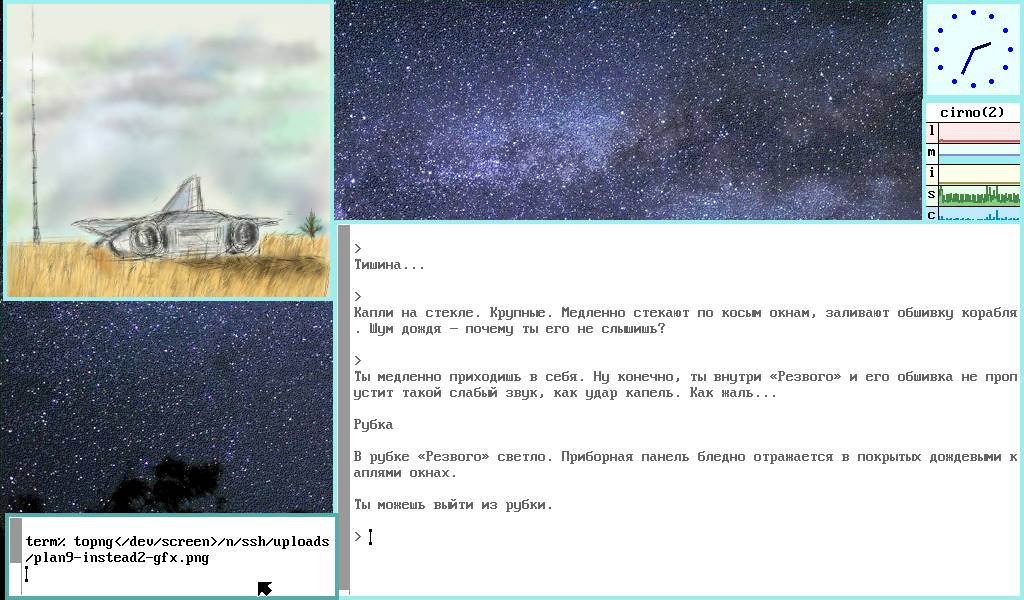 cirno(2)
l
m
i
s
c
>
Тишина...
>
Капли на стекле. Крупные. Медленно стекают по косым окнам, заливают обшивку корабля
. Шум дождя — почему ты его не слышишь?
>
Ты медленно приходишь в себя. Ну конечно, ты внутри «Резвого» и его обшивка не проп
устит такой слабый звук, как удар капель. Как жаль...
Рубка
В рубке «Резвого» светло. Приборная панель бледно отражается в покрытых дождевыми к
аплями окнах.
Ты можешь выйти из рубки.
>
term% topng</dev/screen>/n/ssh/uploads
/plan9-instead2-gfx.png